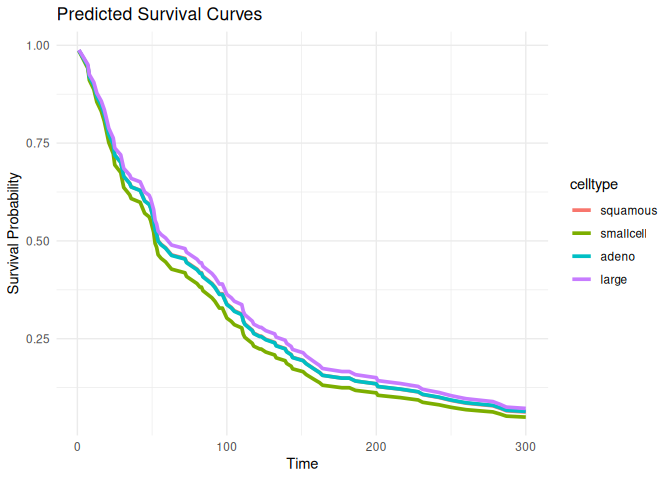 Predicted Survival Curves
1.00
0.75
0.50
0.25
Survival Probability
0
100
200
300
Time
celltype
squamous
smallcell
adeno
large